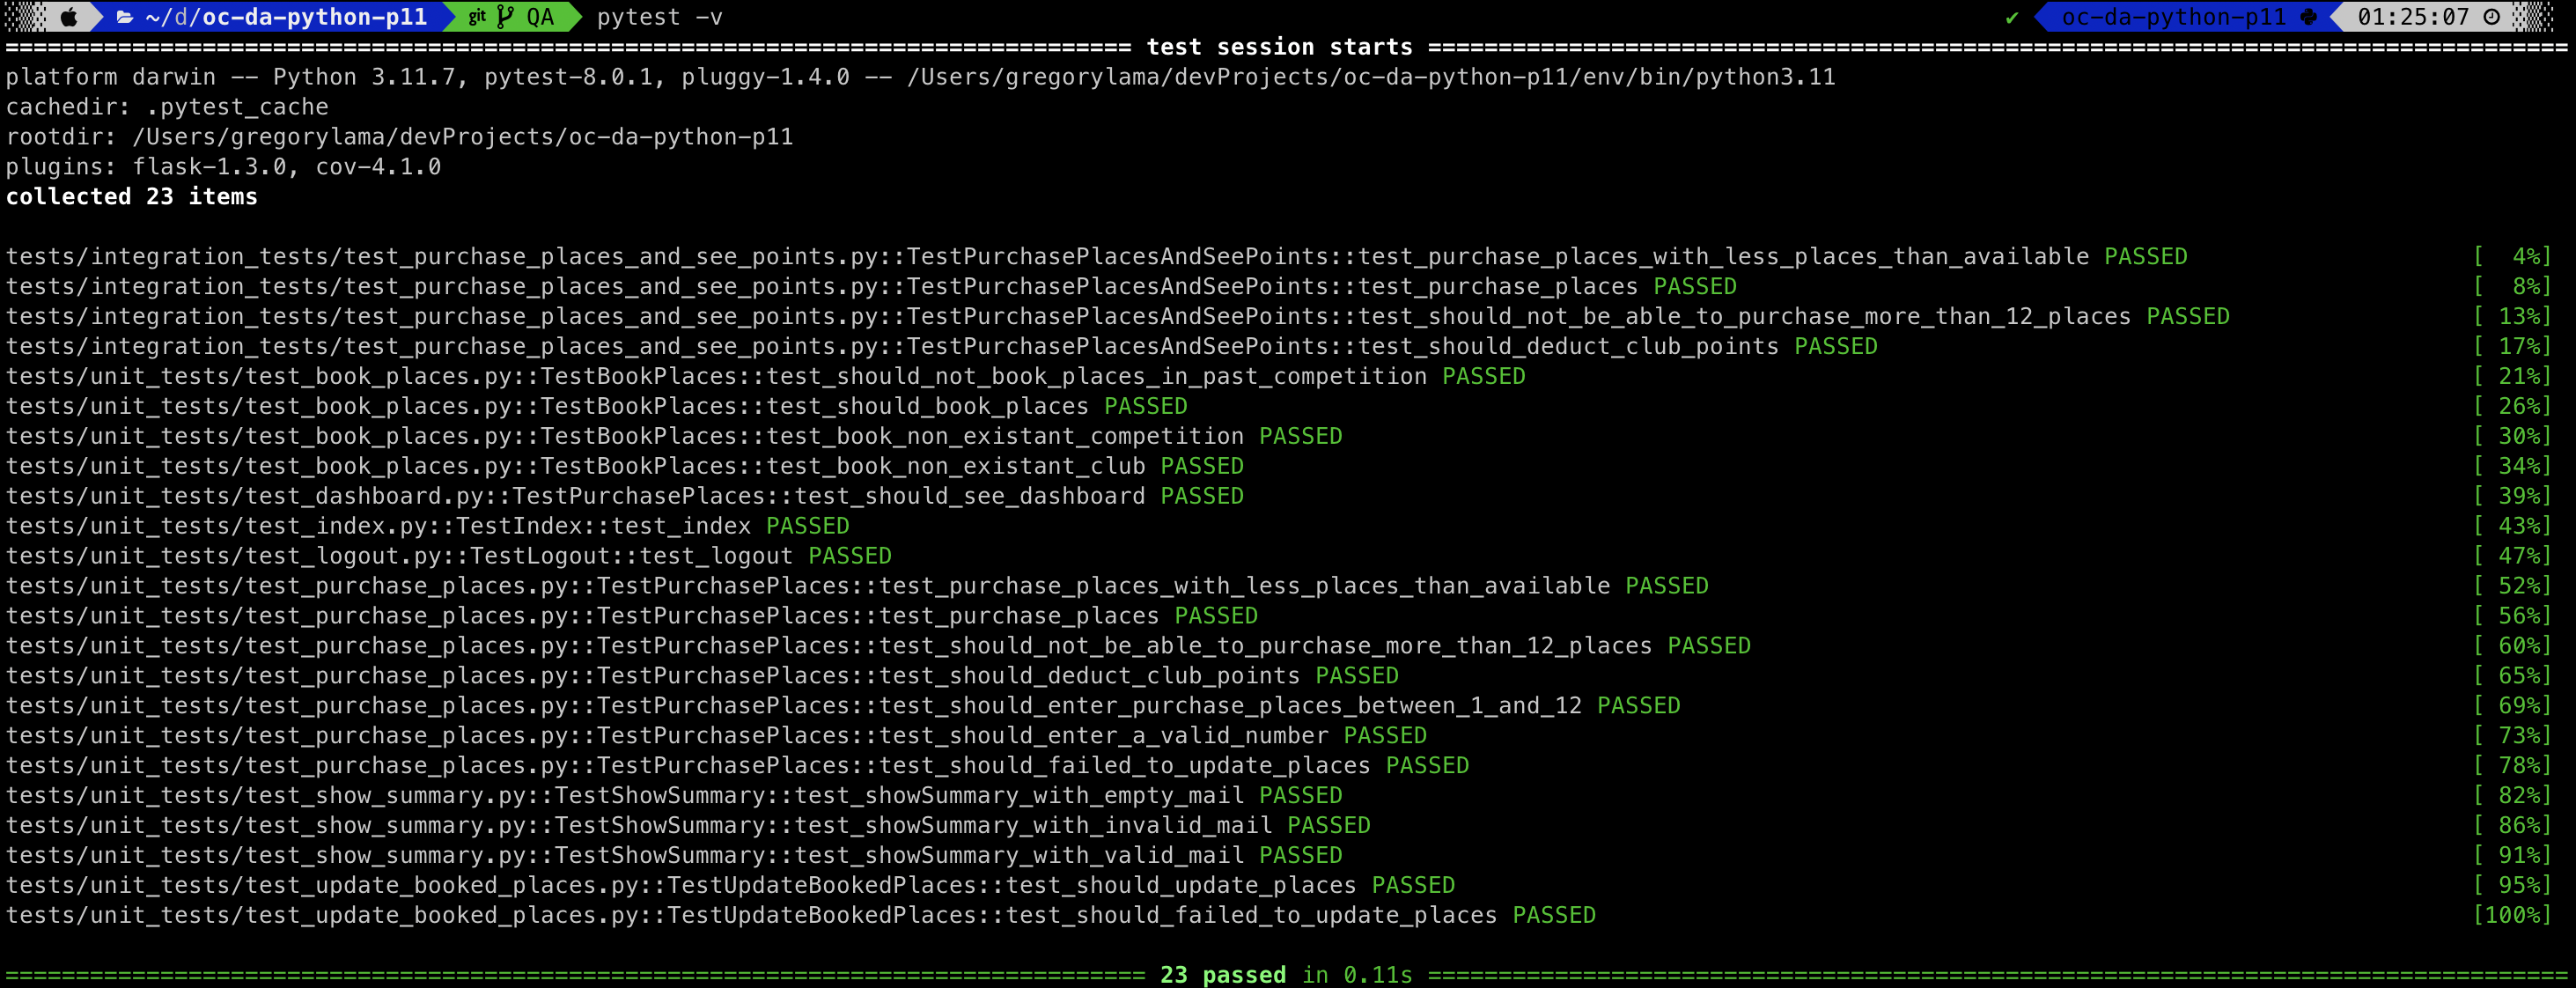 ~/d/oc-da-python-p11 git QA pytest -v ✔ oc-da-python-p11 01:25:07
============ test session starts ============
platform darwin -- Python 3.11.7, pytest-8.0.1, pluggy-1.4.0 -- /Users/gregorylama/devProjects/oc-da-python-p11/env/bin/python3.11
cachedir: .pytest_cache
rootdir: /Users/gregorylama/devProjects/oc-da-python-p11
plugins: flask-1.3.0, cov-4.1.0
collected 23 items
tests/integration_tests/test_purchase_places_and_see_points.py::TestPurchasePlacesAndSeePoints::test_purchase_places_with_less_places_than_available PASSED [  4%]
tests/integration_tests/test_purchase_places_and_see_points.py::TestPurchasePlacesAndSeePoints::test_purchase_places PASSED [  8%]
tests/integration_tests/test_purchase_places_and_see_points.py::TestPurchasePlacesAndSeePoints::test_should_not_be_able_to_purchase_more_than_12_places PASSED [ 13%]
tests/integration_tests/test_purchase_places_and_see_points.py::TestPurchasePlacesAndSeePoints::test_should_deduct_club_points PASSED [ 17%]
tests/unit_tests/test_book_places.py::TestBookPlaces::test_should_not_book_places_in_past_competition PASSED [ 21%]
tests/unit_tests/test_book_places.py::TestBookPlaces::test_should_book_places PASSED [ 26%]
tests/unit_tests/test_book_places.py::TestBookPlaces::test_book_non_existant_competition PASSED [ 30%]
tests/unit_tests/test_book_places.py::TestBookPlaces::test_book_non_existant_club PASSED [ 34%]
tests/unit_tests/test_dashboard.py::TestPurchasePlaces::test_should_see_dashboard PASSED [ 39%]
tests/unit_tests/test_index.py::TestIndex::test_index PASSED [ 43%]
tests/unit_tests/test_logout.py::TestLogout::test_logout PASSED [ 47%]
tests/unit_tests/test_purchase_places.py::TestPurchasePlaces::test_purchase_places_with_less_places_than_available PASSED [ 52%]
tests/unit_tests/test_purchase_places.py::TestPurchasePlaces::test_purchase_places PASSED [ 56%]
tests/unit_tests/test_purchase_places.py::TestPurchasePlaces::test_should_not_be_able_to_purchase_more_than_12_places PASSED [ 60%]
tests/unit_tests/test_purchase_places.py::TestPurchasePlaces::test_should_deduct_club_points PASSED [ 65%]
tests/unit_tests/test_purchase_places.py::TestPurchasePlaces::test_should_enter_purchase_places_between_1_and_12 PASSED [ 69%]
tests/unit_tests/test_purchase_places.py::TestPurchasePlaces::test_should_enter_a_valid_number PASSED [ 73%]
tests/unit_tests/test_purchase_places.py::TestPurchasePlaces::test_should_failed_to_update_places PASSED [ 78%]
tests/unit_tests/test_show_summary.py::TestShowSummary::test_showSummary_with_empty_mail PASSED [ 82%]
tests/unit_tests/test_show_summary.py::TestShowSummary::test_showSummary_with_invalid_mail PASSED [ 86%]
tests/unit_tests/test_show_summary.py::TestShowSummary::test_showSummary_with_valid_mail PASSED [ 91%]
tests/unit_tests/test_update_booked_places.py::TestUpdateBookedPlaces::test_should_update_places PASSED [ 95%]
tests/unit_tests/test_update_booked_places.py::TestUpdateBookedPlaces::test_should_failed_to_update_places PASSED [100%]
============ 23 passed in 0.11s ============